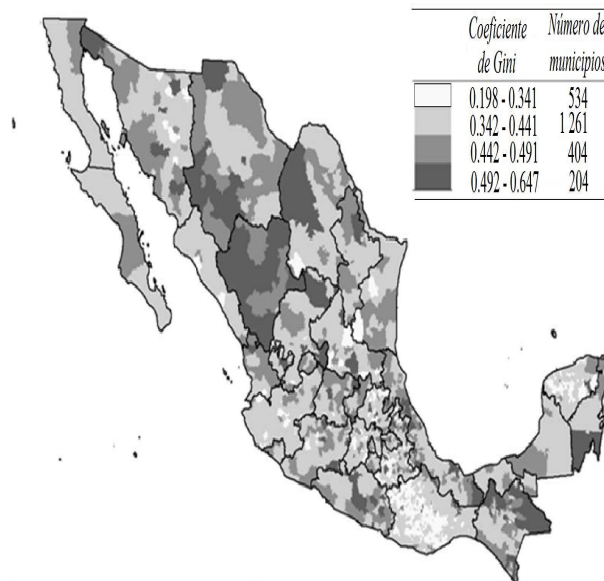 Coeficiente de Gini Número de municipios
0.198 - 0.341 534
0.342 - 0.441 1 261
0.442 - 0.491 404
0.492 - 0.647 204